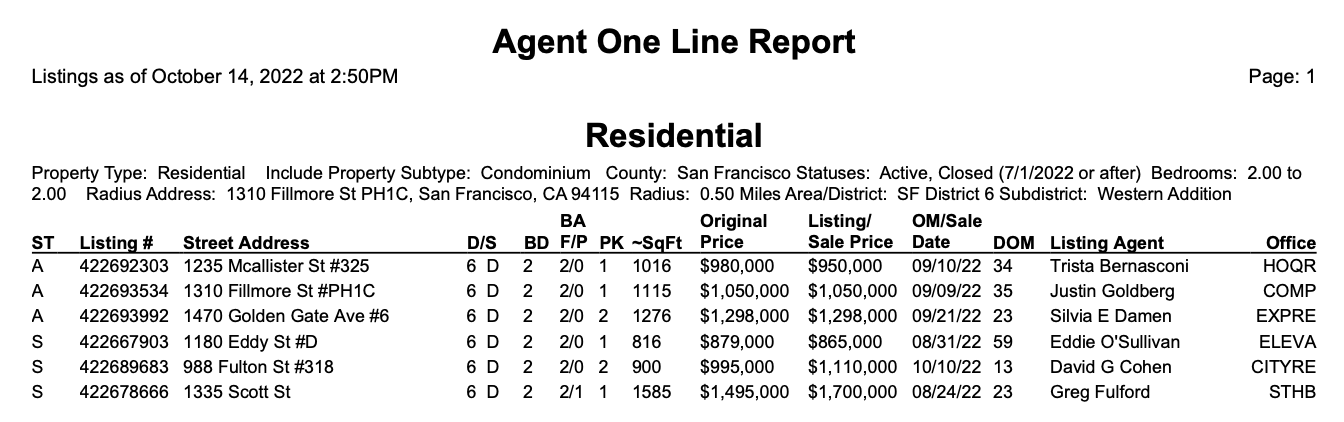 Agent One Line Report
Listings as of October 14, 2022 at 2:50PM Page: 1
Residential
Property Type: Residential Include Property Subtype: Condominium County: San Francisco Statuses: Active, Closed (7/1/2022 or after) Bedrooms: 2.00 to
2.00 Radius Address: 1310 Fillmore St PH1C, San Francisco, CA 94115 Radius: 0.50 Miles Area/District: SF District 6 Subdistrict: Western Addition
BA Original Listing/ OM/Sale
ST Listing # Street Address D/S BD F/P PK ~SqFt Price Sale Price Date DOM Listing Agent Office
A 422692303 1235 Mcallister St #325 6 D 2 2/0 1 1016 $980,000 $950,000 09/10/22 34 Trista Bernasconi HOQR
A 422693534 1310 Fillmore St #PH1C 6 D 2 2/0 1 1115 $1,050,000 $1,050,000 09/09/22 35 Justin Goldberg COMP
A 422693992 1470 Golden Gate Ave #6 6 D 2 2/0 2 1276 $1,298,000 $1,298,000 09/21/22 23 Silvia E Damen EXPRE
S 422667903 1180 Eddy St #D 6 D 2 2/0 1 816 $879,000 $865,000 08/31/22 59 Eddie O'Sullivan ELEVA
S 422689683 988 Fulton St #318 6 D 2 2/0 2 900 $995,000 $1,110,000 10/10/22 13 David G Cohen CITYRE
S 422678666 1335 Scott St 6 D 2 2/1 1 1585 $1,495,000 $1,700,000 08/24/22 23 Greg Fulford STHB